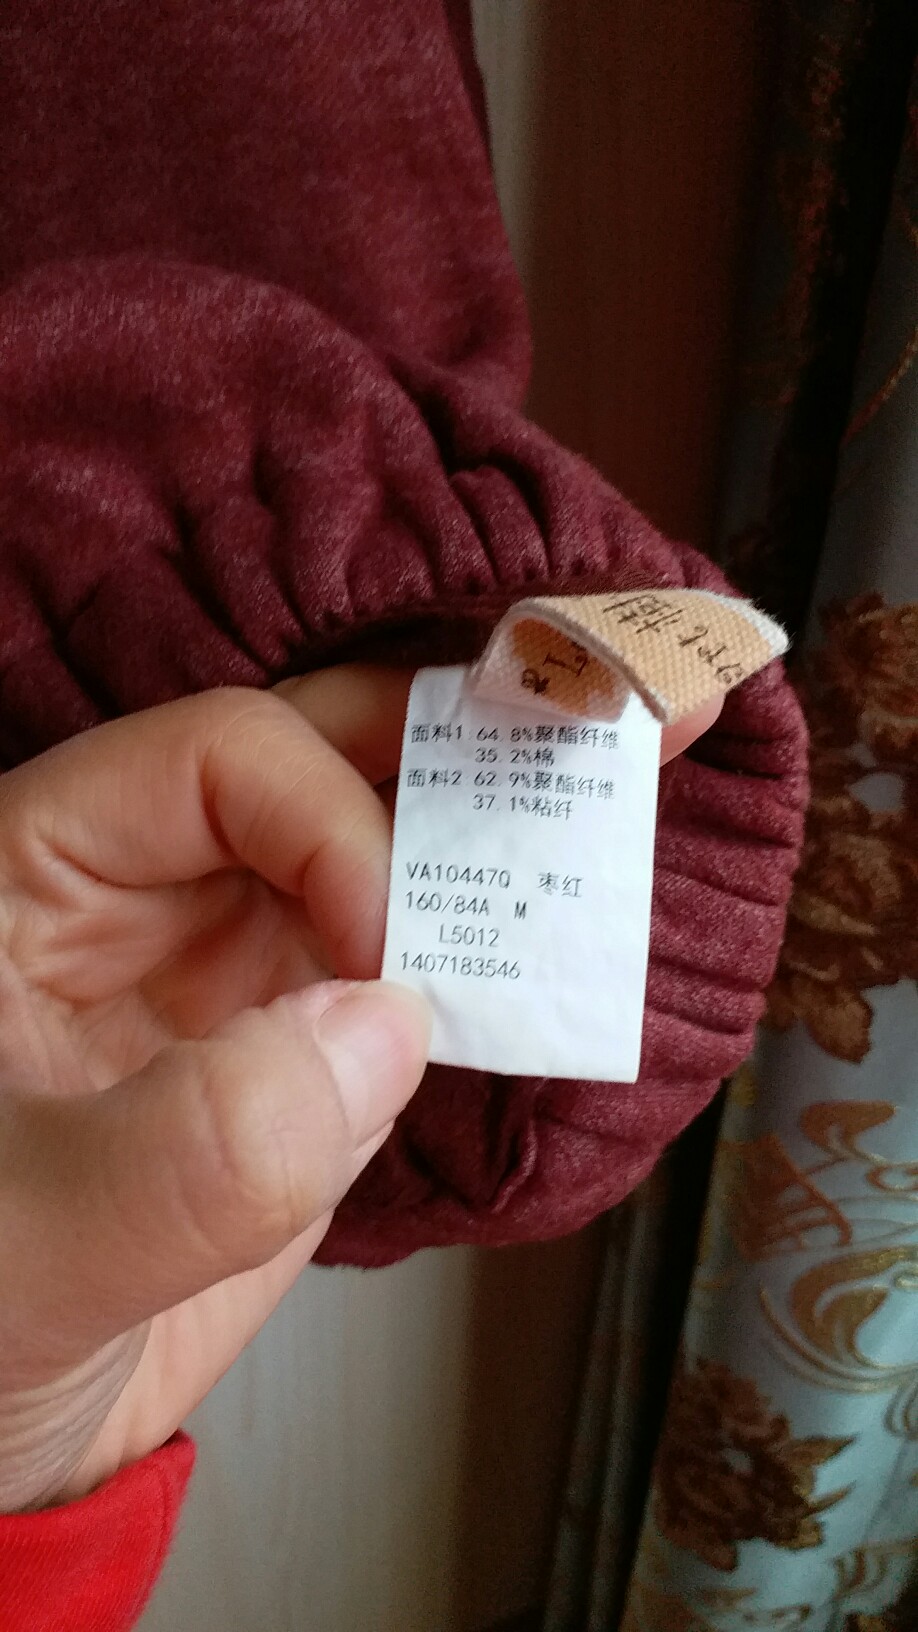 面料1:64.8%聚酯纤维
35.2%棉
面料2:62.9%聚酯纤维
37.1%粘纤
VA10447Q 枣红
160/84A M
L5012
1407183546